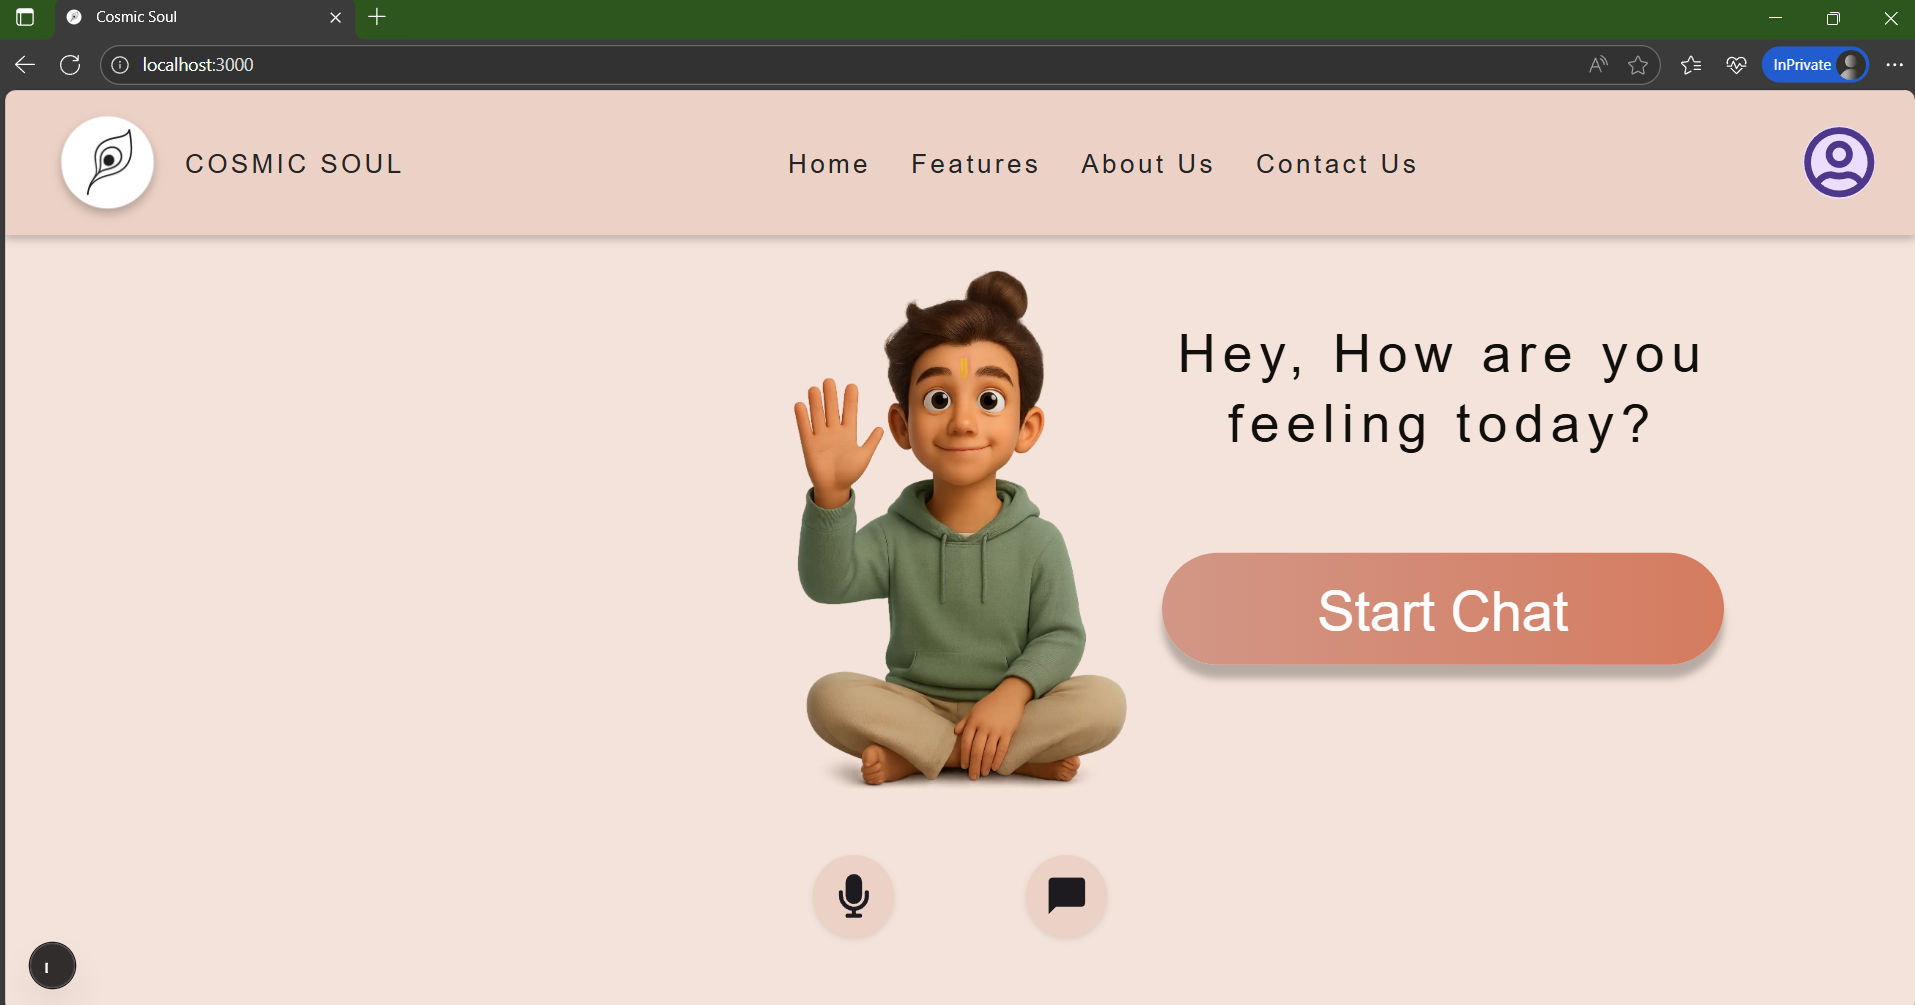 Cosmic Soul
localhost:3000
InPrivate
COSMIC SOUL
Home Features About Us Contact Us
Hey, How are you
feeling today?
Start Chat